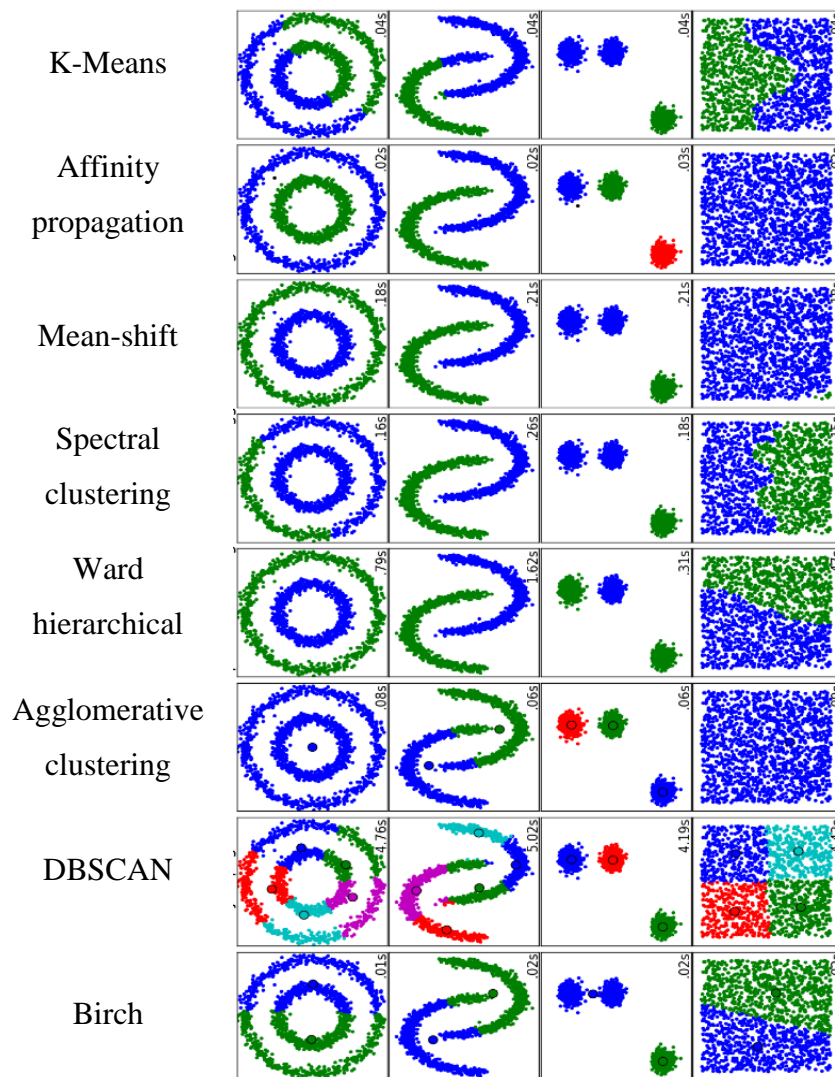 K-Means
.04s
.04s
.04s
Affinity
propagation
.02s
.02s
.03s
Mean-shift
.18s
.21s
.21s
Spectral
clustering
.16s
.26s
.18s
Ward
hierarchical
.79s
1.62s
.31s
Agglomerative
clustering
.08s
.06s
.06s
DBSCAN
4.76s
5.02s
4.19s
Birch
.01s
.02s
.02s